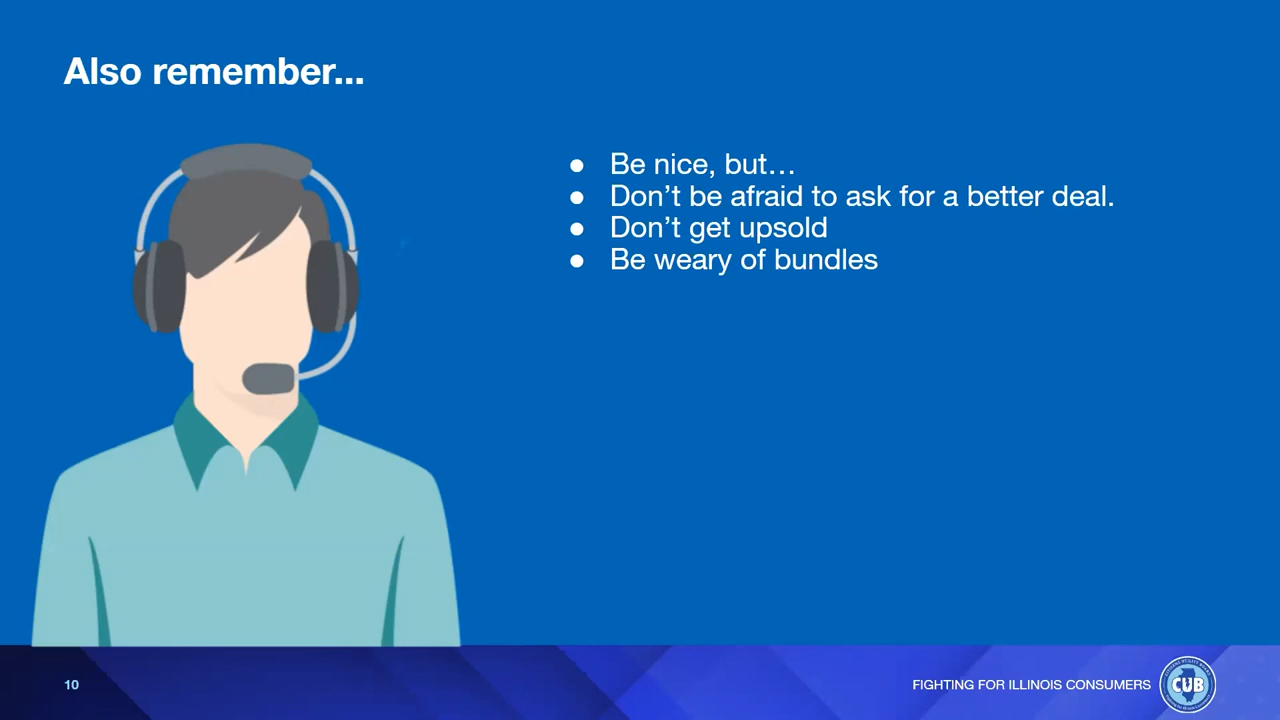 Also remember...
● Be nice, but…
● Don’t be afraid to ask for a better deal.
● Don’t get upsold
● Be weary of bundles
10
FIGHTING FOR ILLINOIS CONSUMERS
CUB